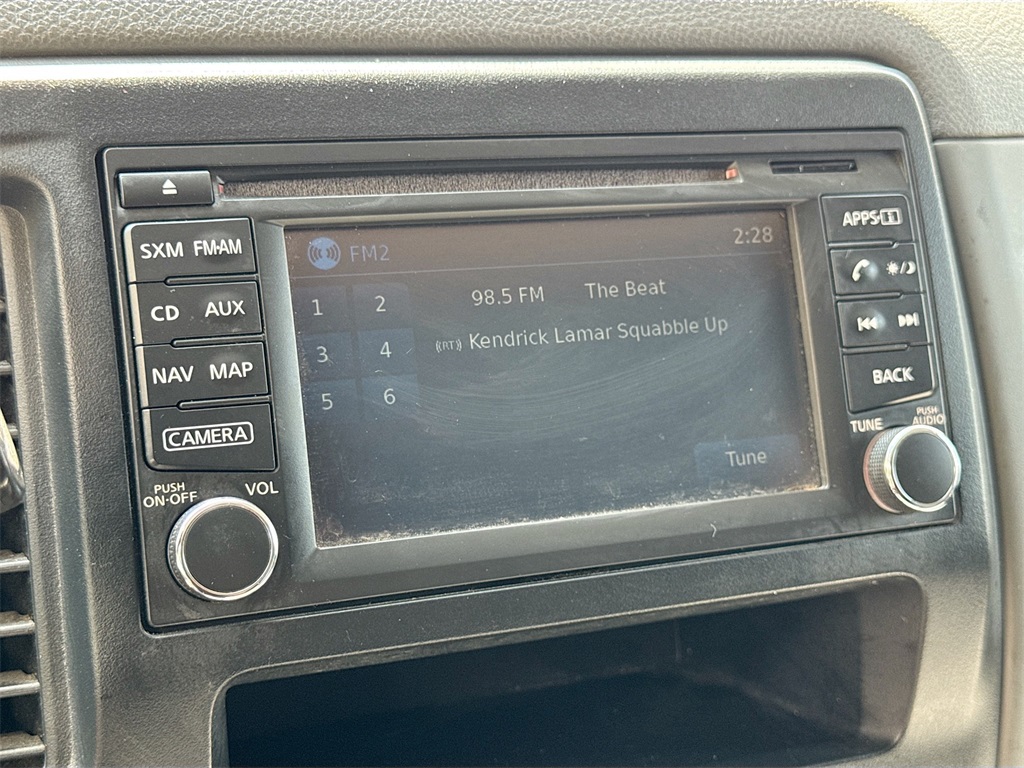 APPS
SXM FM·AM
FM2
2:28
1 2
98.5 FM The Beat
CD AUX
3 4
((RT)) Kendrick Lamar Squabble Up
NAV MAP
5 6
BACK
CAMERA
TUNE
PUSH
AUDIO
Tune
PUSH
ON-OFF
VOL